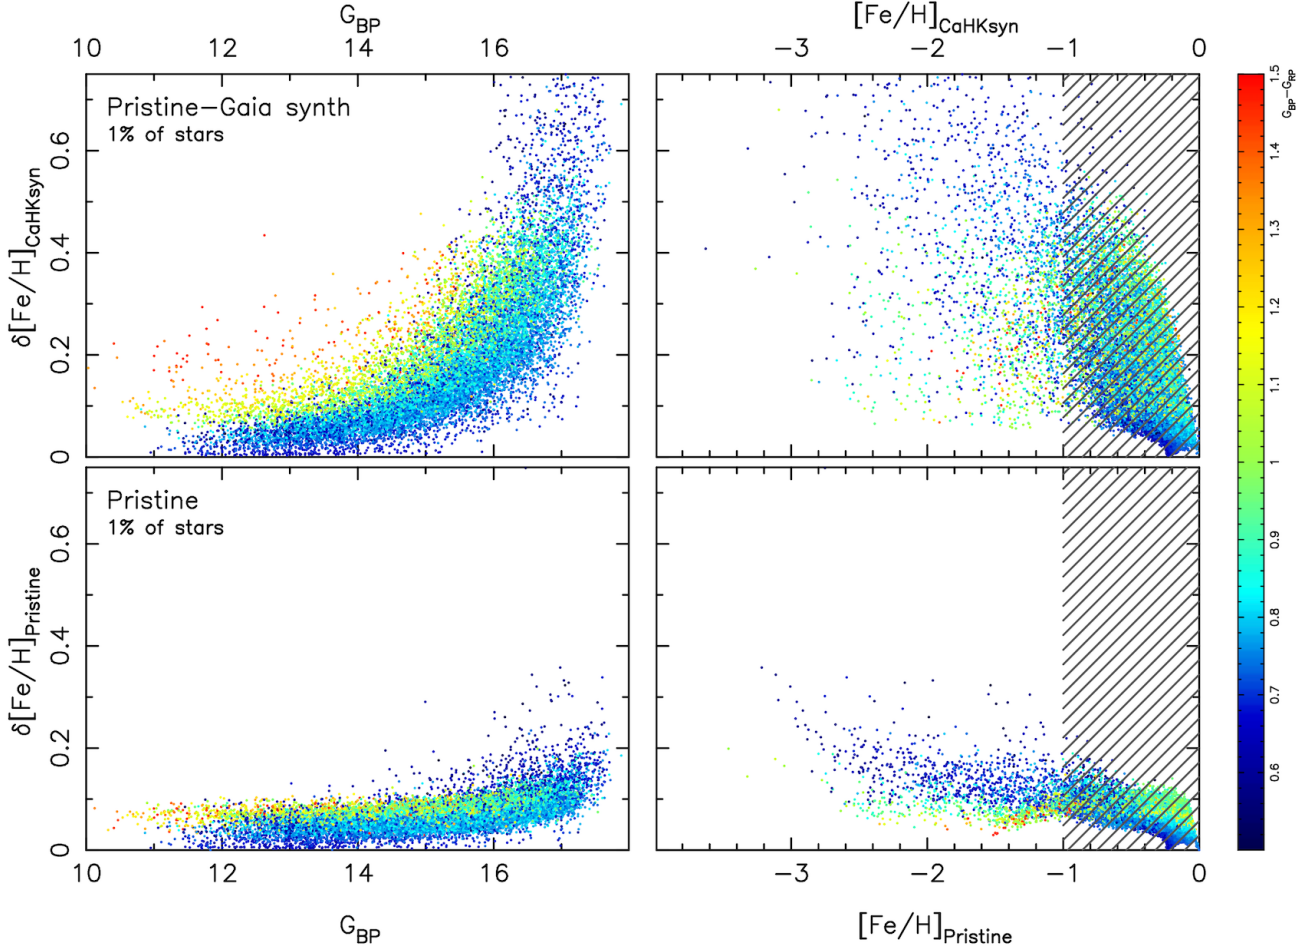 G_BP
[Fe/H]_CaHKsyn
10 12 14 16
−3 −2 −1 0
Pristine−Gaia synth
1% of stars
δ[Fe/H]_CaHKsyn
0.6
0.4
0.2
0
Pristine
1% of stars
δ[Fe/H]_Pristine
0.6
0.4
0.2
0
10 12 14 16
−3 −2 −1 0
G_BP
[Fe/H]_Pristine
G_BP−G_RP
1.5
1.4
1.3
1.2
1.1
1
0.9
0.8
0.7
0.6